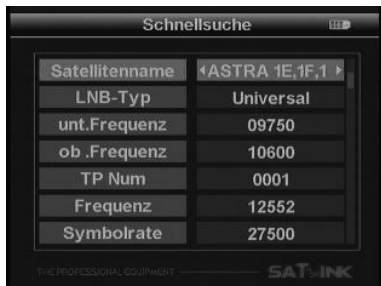 Schnellsuche
Satellitenname ASTRA 1E,1F,1
LNB-Typ Universal
unt.Frequenz 09750
ob .Frequenz 10600
TP Num 0001
Frequenz 12552
Symbolrate 27500
THE PROFESSIONAL EQUIPMENT SATLINK